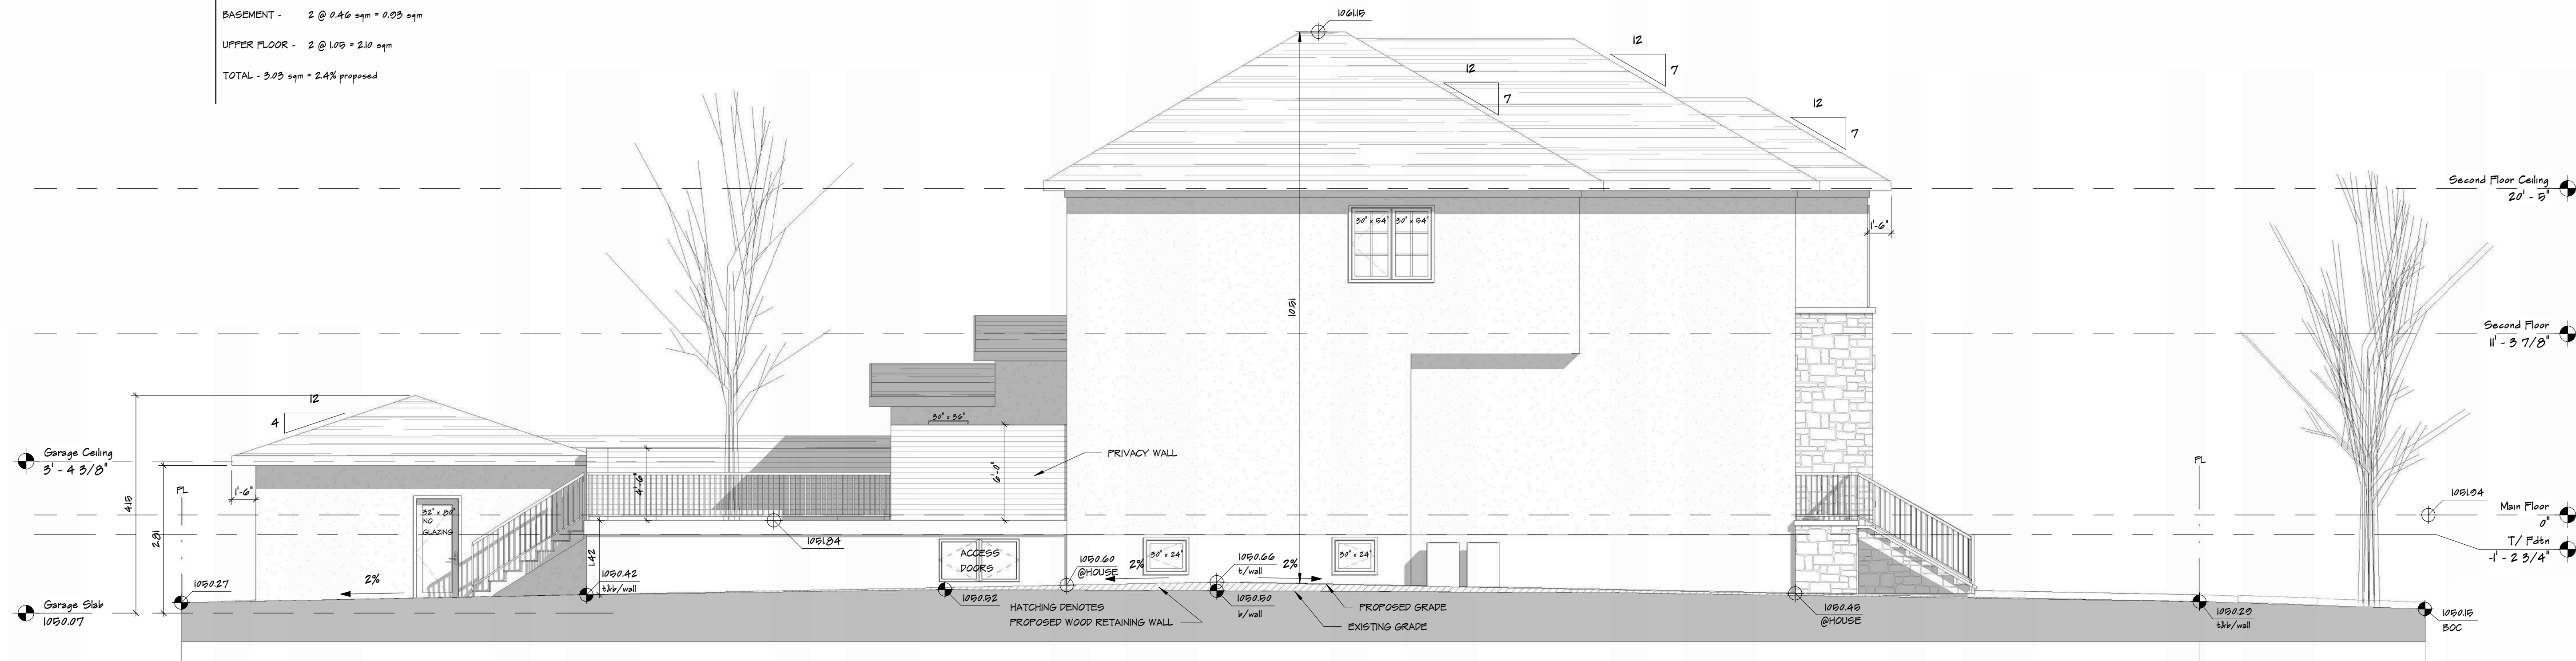 BASEMENT - 2 @ 0.46 sqm = 0.93 sqm
UPPER FLOOR - 2 @ 1.05 = 2.10 sqm
TOTAL - 3.03 sqm = 2.4% proposed
1061.15
12
7
12
7
12
7
Second Floor Ceiling
20' - 5"
1'-6"
30" x 54" 30" x 54"
10.51
Second Floor
11' - 3 7/8"
12
4
30" x 36"
Garage Ceiling
3' - 4 3/8"
4.15
2.81
PL
1'-6"
32" x 80"
NO
GLAZING
4'-6"
6'-0"
PRIVACY WALL
PL
1051.94
Main Floor
0"
T/ Fdtn
-1' - 2 3/4"
1051.84
1.42
ACCESS
DOORS
30" x 24"
30" x 24"
1050.60
@HOUSE
2%
1050.66
t/wall
2%
1050.27
2%
1050.42
t&b/wall
1050.52
1050.50
b/wall
HATCHING DENOTES
PROPOSED WOOD RETAINING WALL
PROPOSED GRADE
EXISTING GRADE
1050.45
@HOUSE
1050.29
t&b/wall
1050.15
BOC
Garage Slab
1050.07